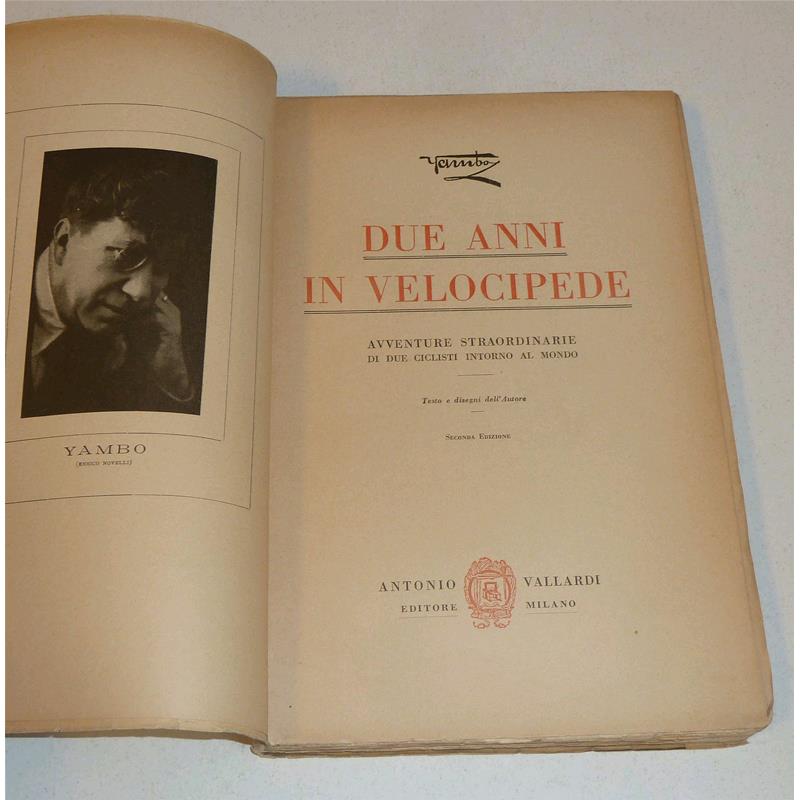 YAMBO
(ENRICO NOVELLI)
Yambo
DUE ANNI
IN VELOCIPEDE
AVVENTURE STRAORDINARIE
DI DUE CICLISTI INTORNO AL MONDO
Testo e disegni dell'Autore
SECONDA EDIZIONE
ANTONIO VALLARDI
EDITORE MILANO